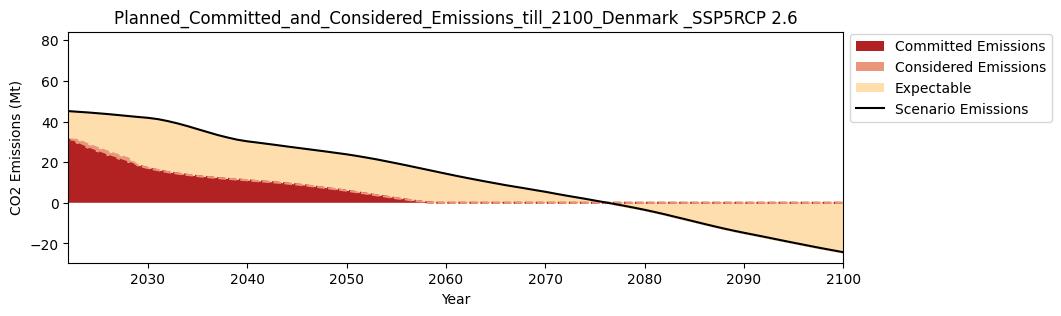 Planned_Committed_and_Considered_Emissions_till_2100_Denmark _SSP5RCP 2.6
CO2 Emissions (Mt)
80
60
40
20
0
−20
2030
2040
2050
2060
2070
2080
2090
2100
Year
Committed Emissions
Considered Emissions
Expectable
Scenario Emissions